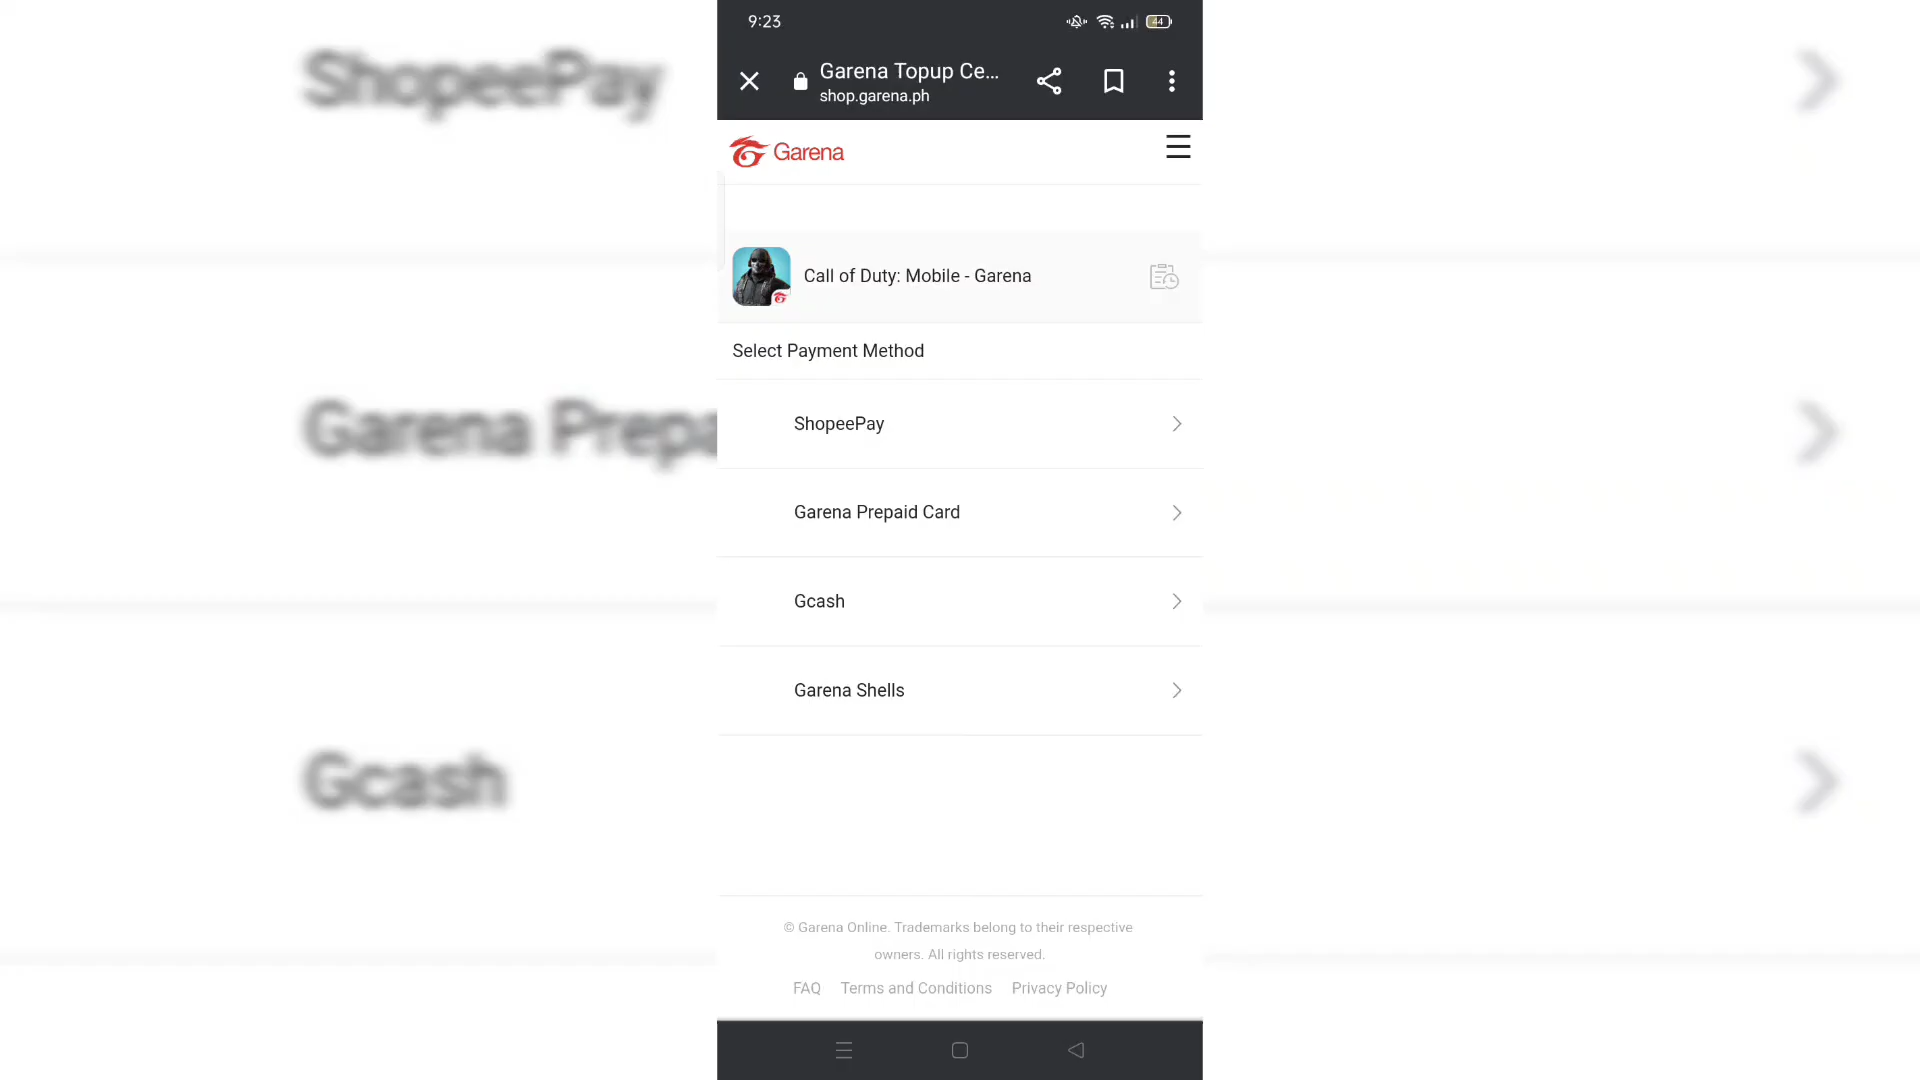 9:23
44
Garena Topup Ce...
shop.garena.ph
Garena
Call of Duty: Mobile - Garena
Select Payment Method
ShopeePay
Garena Prepaid Card
Gcash
Garena Shells
© Garena Online. Trademarks belong to their respective
owners. All rights reserved.
FAQ Terms and Conditions Privacy Policy
ShopeePay
Garena Prepa
Gcash